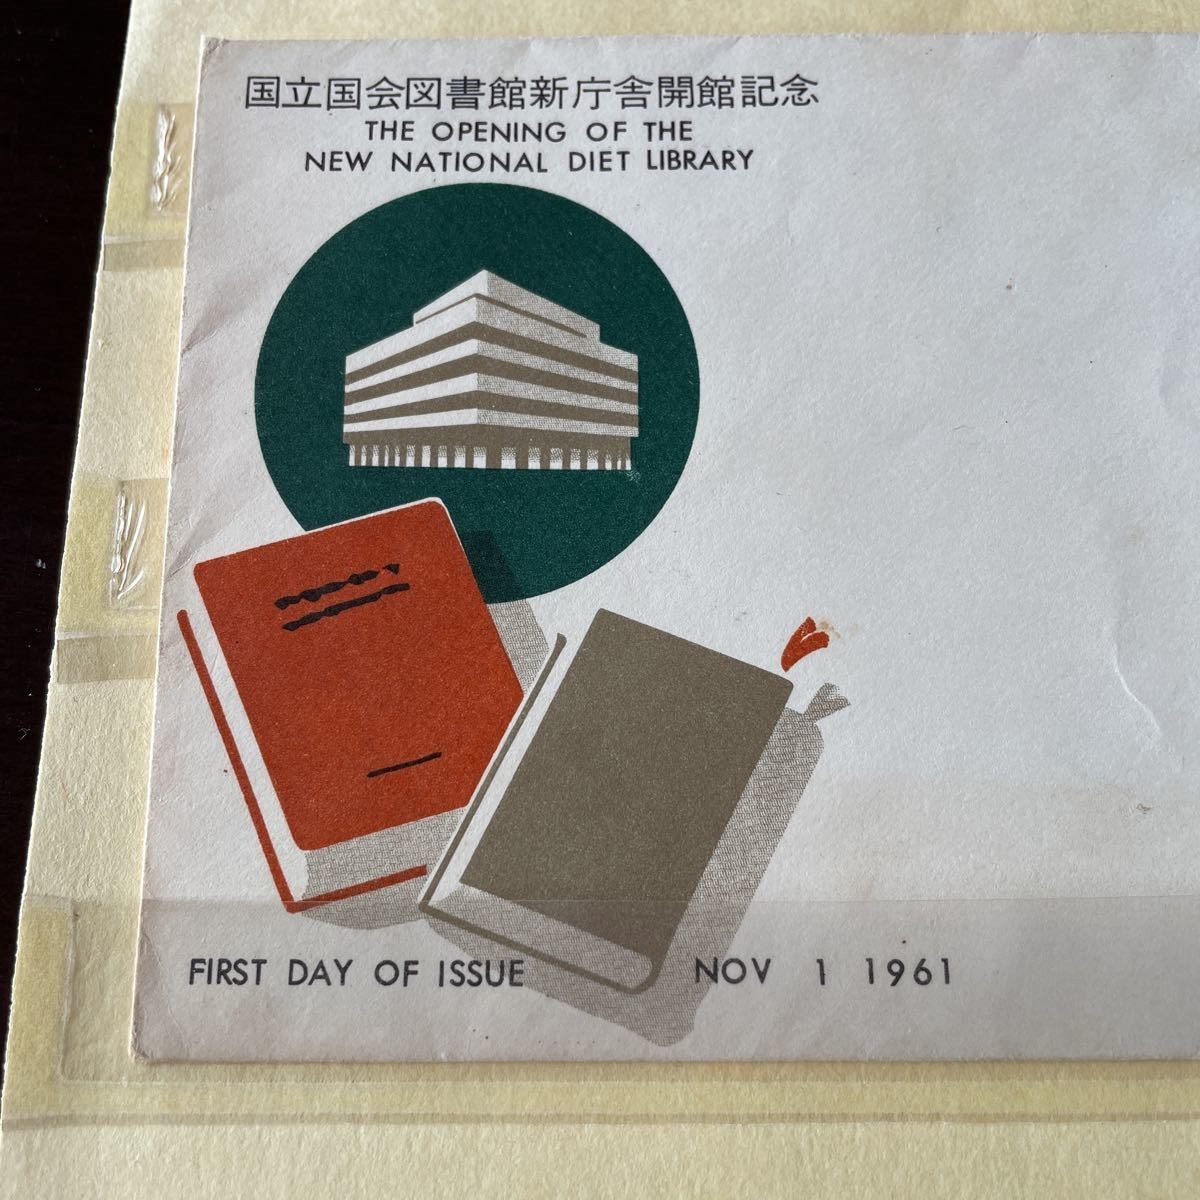 国立国会図書館新庁舎開館記念
THE OPENING OF THE
NEW NATIONAL DIET LIBRARY
FIRST DAY OF ISSUE NOV 1 1961